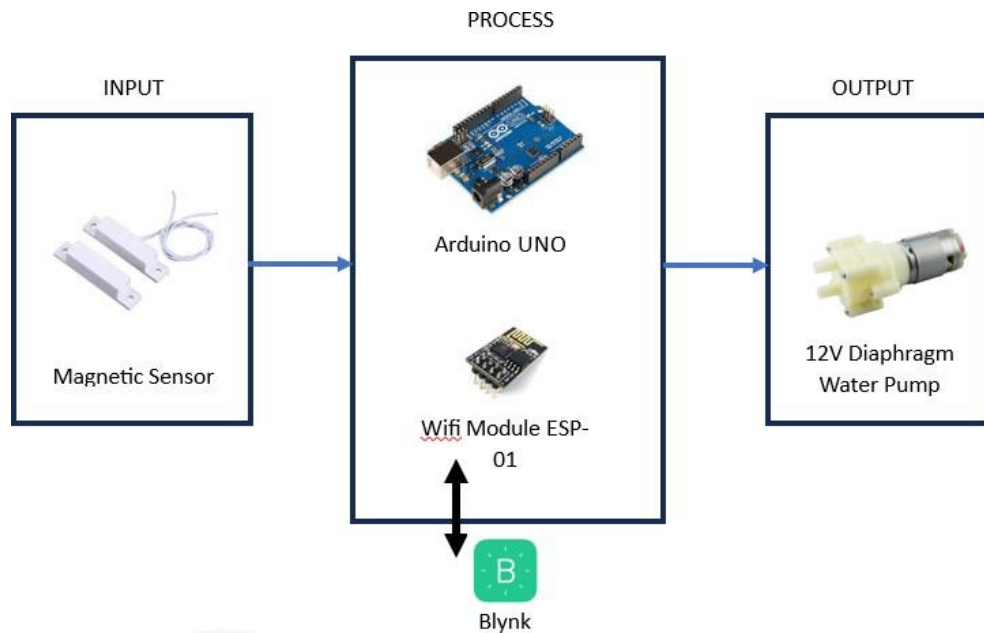 PROCESS
INPUT
OUTPUT
Arduino UNO
Magnetic Sensor
12V Diaphragm
Water Pump
Wifi Module ESP-
01
B
Blynk